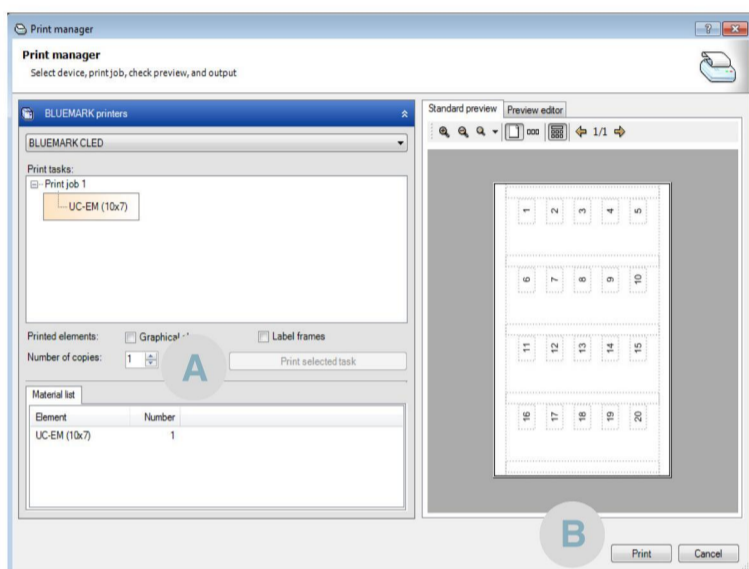 Print manager
Print manager
Select device, print job, check preview, and output
BLUEMARK printers
BLUEMARK CLED
Print tasks:
Print job 1
UC-EM (10x7)
Printed elements:
Graphical
Label frames
Number of copies:
1
Print selected task
A
Material list
Element Number
UC-EM (10x7) 1
Standard preview Preview editor
1/1
1 2 3 4 5
6 7 8 9 10
11 12 13 14 15
16 17 18 19 20
B
Print Cancel